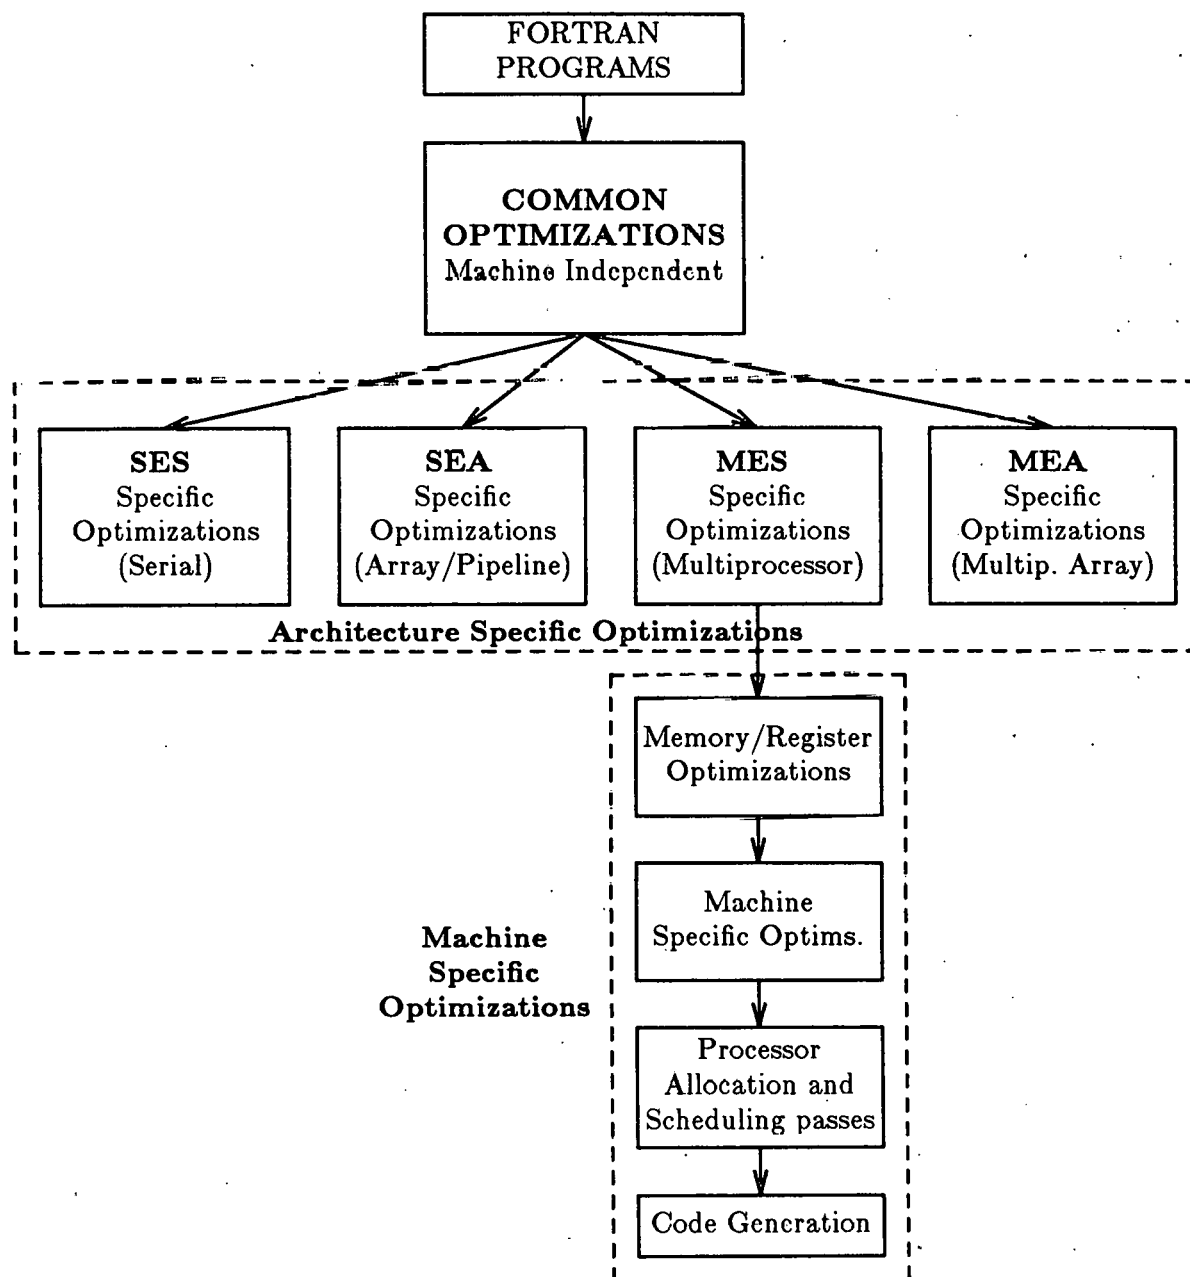 FORTRAN
PROGRAMS
COMMON
OPTIMIZATIONS
Machine Independent
SES
Specific
Optimizations
(Serial)
SEA
Specific
Optimizations
(Array/Pipeline)
MES
Specific
Optimizations
(Multiprocessor)
MEA
Specific
Optimizations
(Multip. Array)
Architecture Specific Optimizations
Memory/Register
Optimizations
Machine
Specific Optims.
Machine
Specific
Optimizations
Processor
Allocation and
Scheduling passes
Code Generation